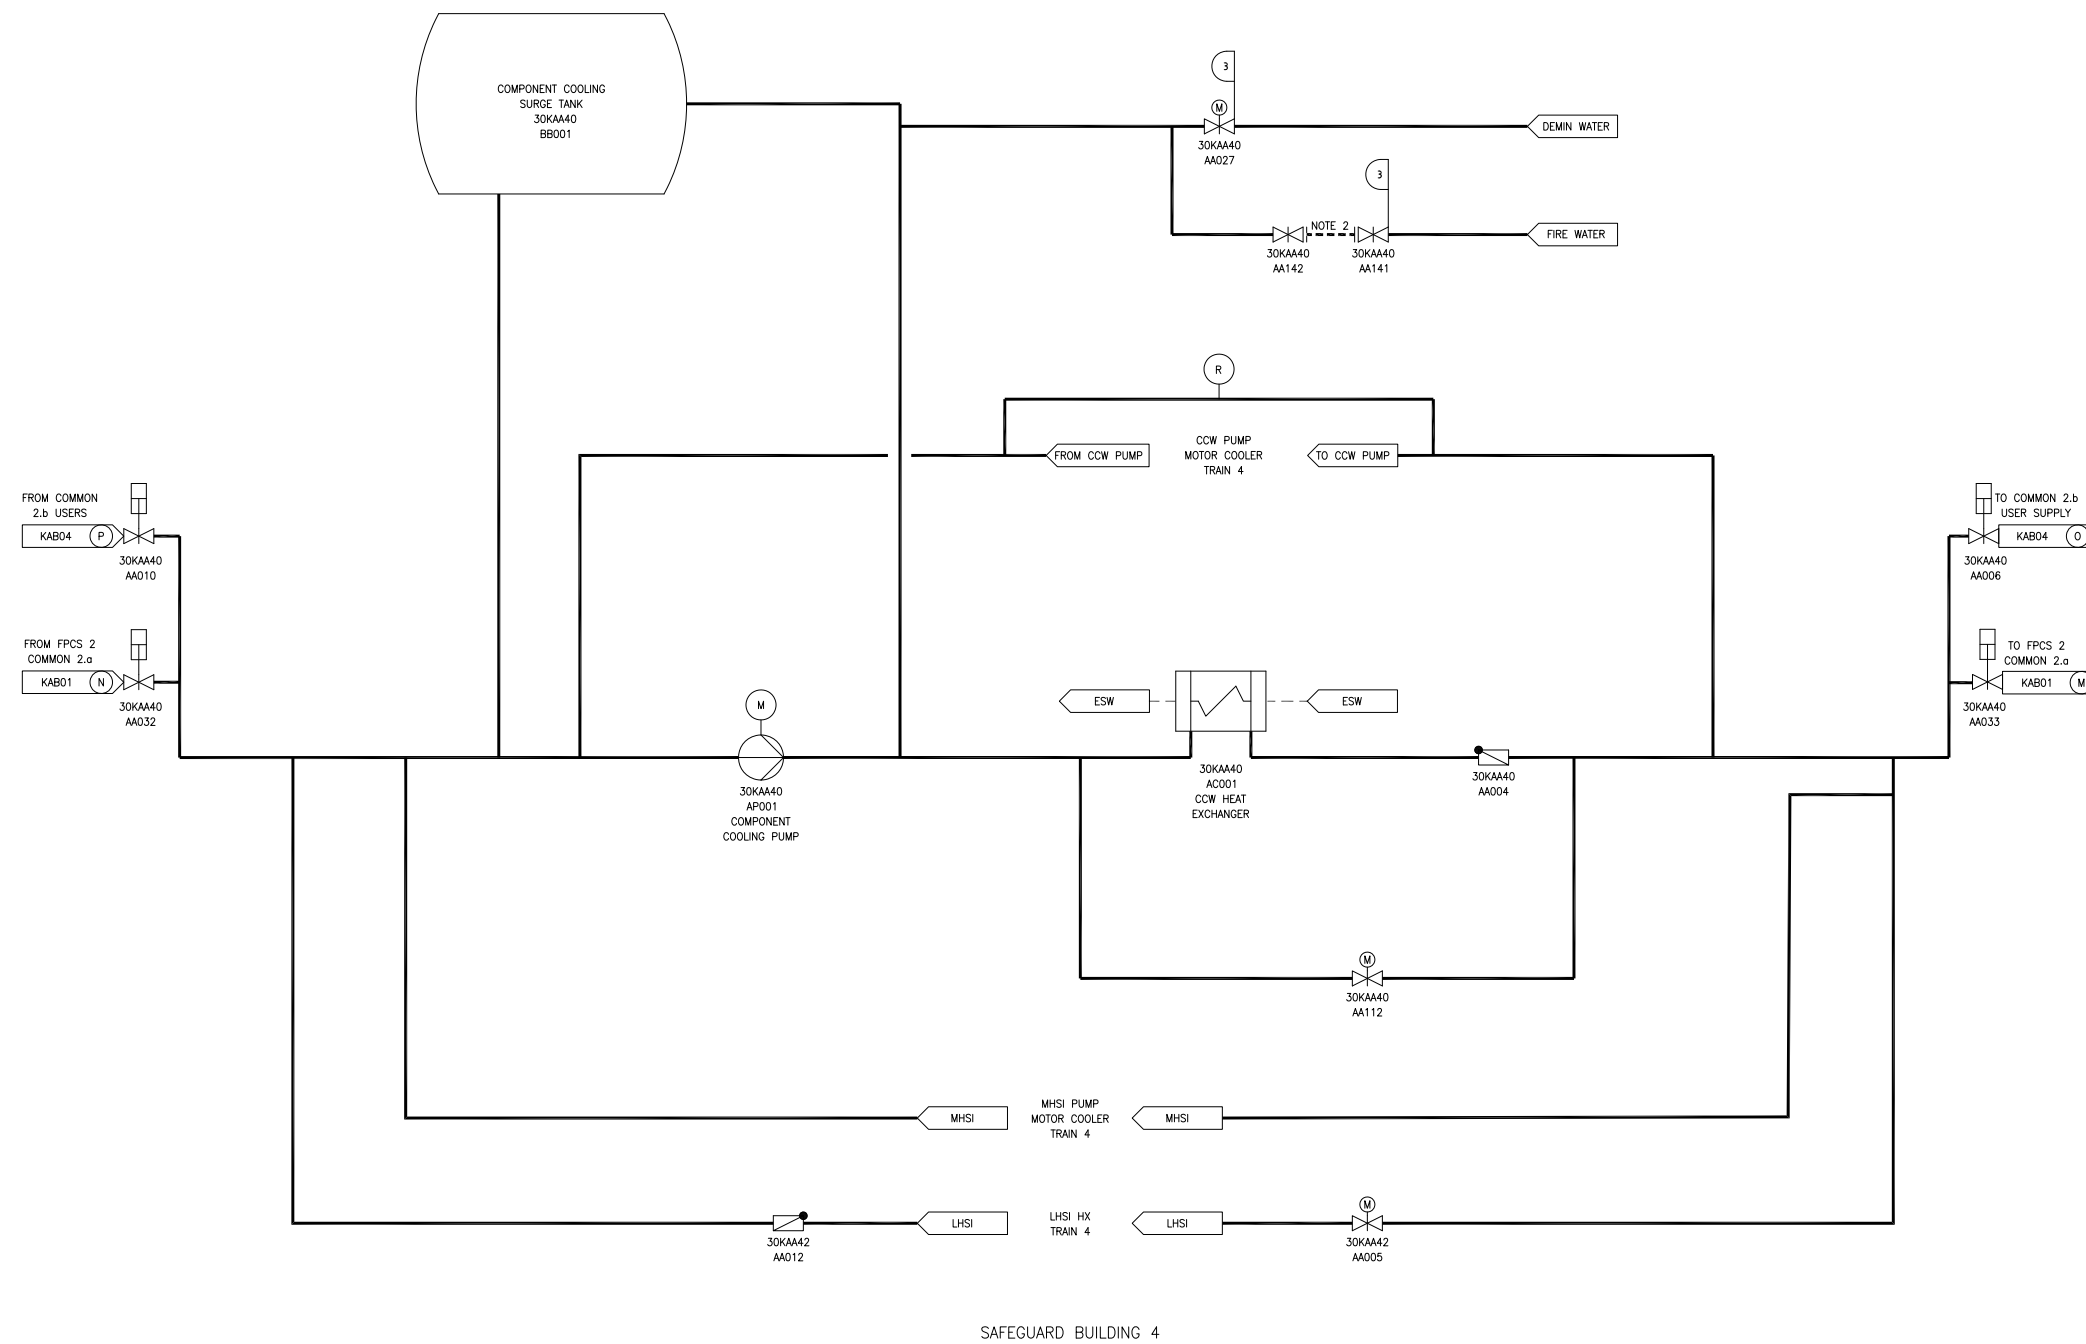 COMPONENT COOLING
SURGE TANK
30KAA40
BB001
3
M
DEMIN WATER
30KAA40
AA027
3
NOTE 2
FIRE WATER
30KAA40
AA142
30KAA40
AA141
R
FROM CCW PUMP
CCW PUMP
MOTOR COOLER
TRAIN 4
TO CCW PUMP
FROM COMMON
2.b USERS
KAB04
P
30KAA40
AA010
TO COMMON 2.b
USER SUPPLY
KAB04
O
30KAA40
AA006
FROM FPCS 2
COMMON 2.a
KAB01
N
30KAA40
AA032
TO FPCS 2
COMMON 2.a
KAB01
M
30KAA40
AA033
M
30KAA40
AP001
COMPONENT
COOLING PUMP
ESW
ESW
30KAA40
AC001
CCW HEAT
EXCHANGER
30KAA40
AA004
M
30KAA40
AA112
MHSI
MHSI PUMP
MOTOR COOLER
TRAIN 4
MHSI
30KAA42
AA012
LHSI
LHSI HX
TRAIN 4
LHSI
M
30KAA42
AA005
SAFEGUARD BUILDING 4